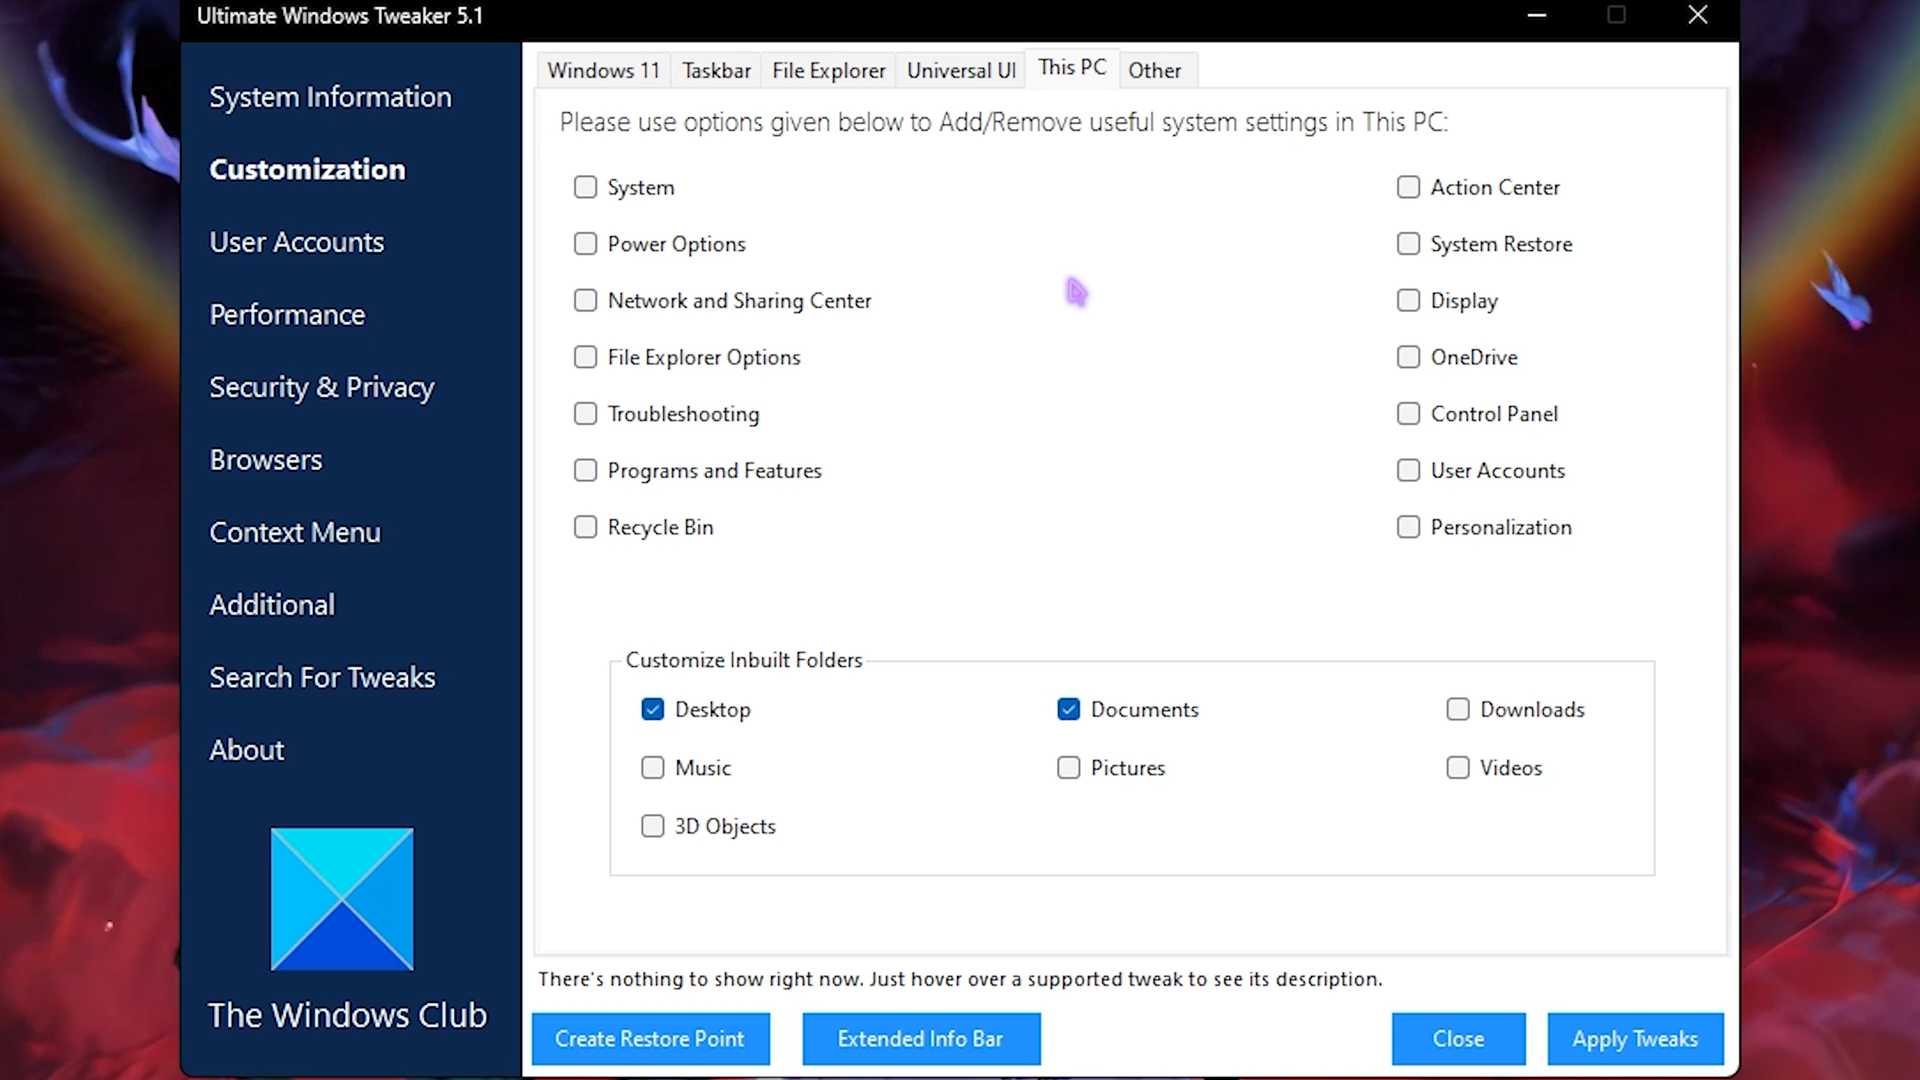 Ultimate Windows Tweaker 5.1
System Information
Customization
User Accounts
Performance
Security & Privacy
Browsers
Context Menu
Additional
Search For Tweaks
About
The Windows Club
Windows 11 Taskbar File Explorer Universal UI This PC Other
Please use options given below to Add/Remove useful system settings in This PC:
System Action Center
Power Options System Restore
Network and Sharing Center Display
File Explorer Options OneDrive
Troubleshooting Control Panel
Programs and Features User Accounts
Recycle Bin Personalization
Customize Inbuilt Folders
Desktop Documents Downloads
Music Pictures Videos
3D Objects
There's nothing to show right now. Just hover over a supported tweak to see its description.
Create Restore Point Extended Info Bar Close Apply Tweaks